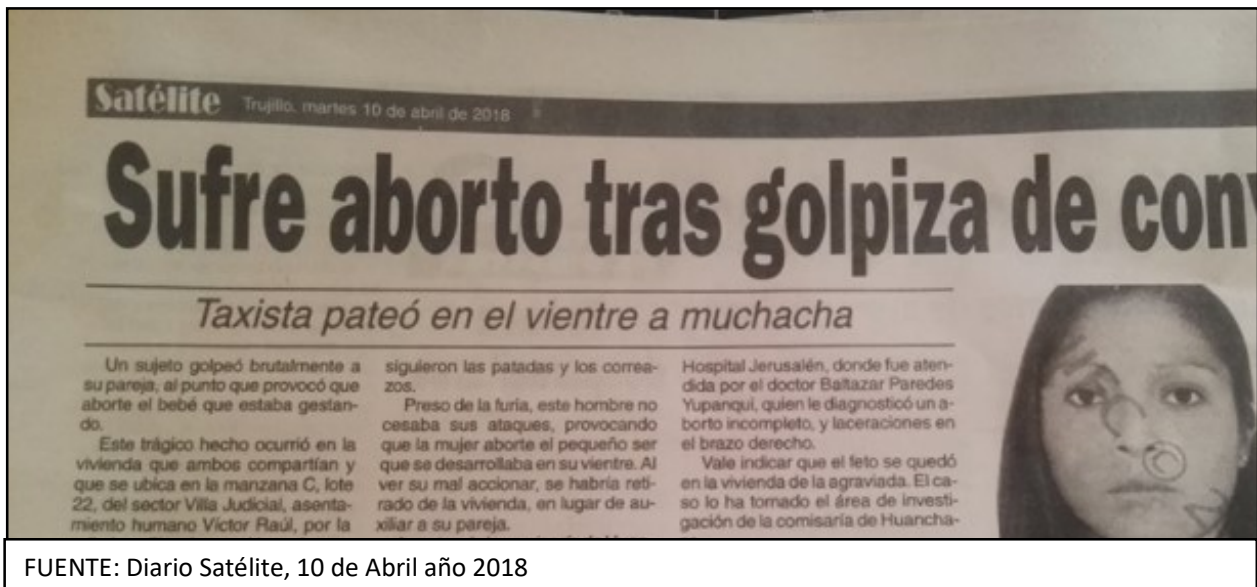 Satélite Trujillo, martes 10 de abril de 2018
Sufre aborto tras golpiza de con
Taxista pateó en el vientre a muchacha
Un sujeto golpeó brutalmente a
su pareja, al punto que provocó que
aborte el bebé que estaba gestan-
do.
Este trágico hecho ocurrió en la
vivienda que ambos compartían y
que se ubica en la manzana C, lote
22, del sector Villa Judicial, asenta-
miento humano Víctor Raúl, por la
siguieron las patadas y los correa-
zos.
Preso de la furia, este hombre no
cesaba sus ataques, provocando
que la mujer aborte el pequeño ser
que se desarrollaba en su vientre. Al
ver su mal accionar, se habría reti-
rado de la vivienda, en lugar de au-
xiliar a su pareja.
Hospital Jerusalén, donde fue aten-
dida por el doctor Baltazar Paredes
Yupanqui, quien le diagnosticó un a-
borto incompleto, y laceraciones en
el brazo derecho.
Vale indicar que el feto se quedó
en la vivienda de la agraviada. El ca-
so lo ha tomado el área de investi-
gación de la comisaría de Huancha-
FUENTE: Diario Satélite, 10 de Abril año 2018